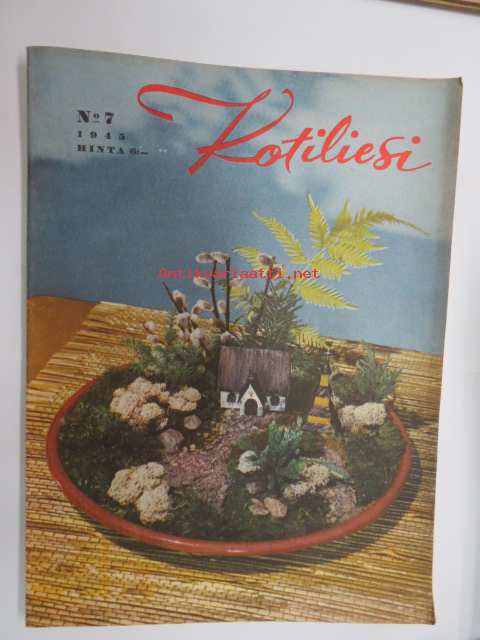 Nº 7
1945
HINTA 6:—
Kotiliesi
Antikvariaatti.net